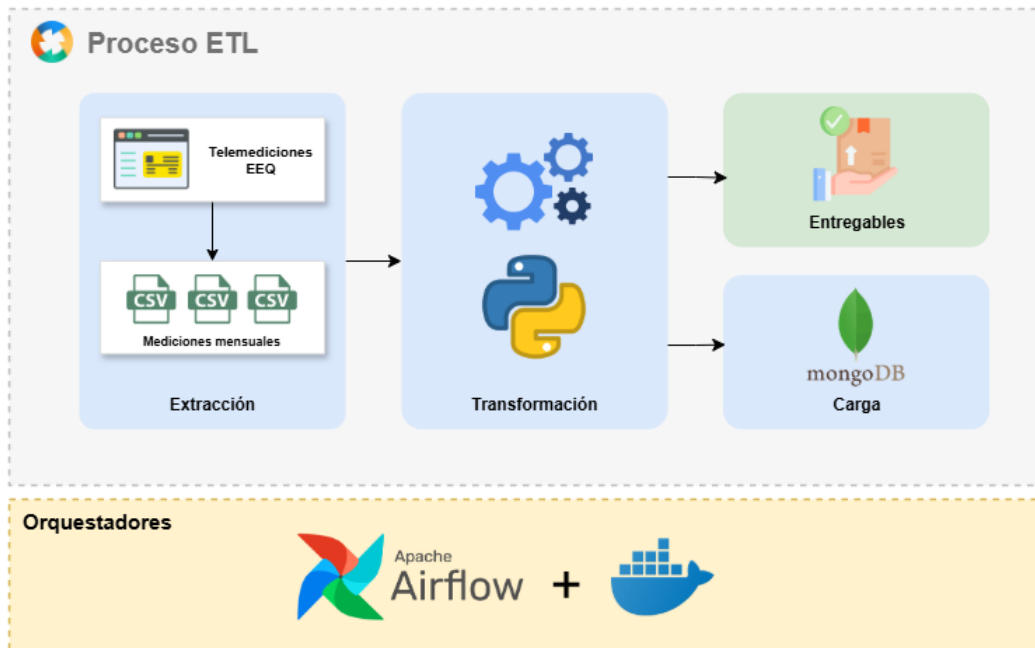 Proceso ETL
Telemediciones
EEQ
CSV CSV CSV
Mediciones mensuales
Extracción
Transformación
Entregables
mongoDB
Carga
Orquestadores
Apache
Airflow +